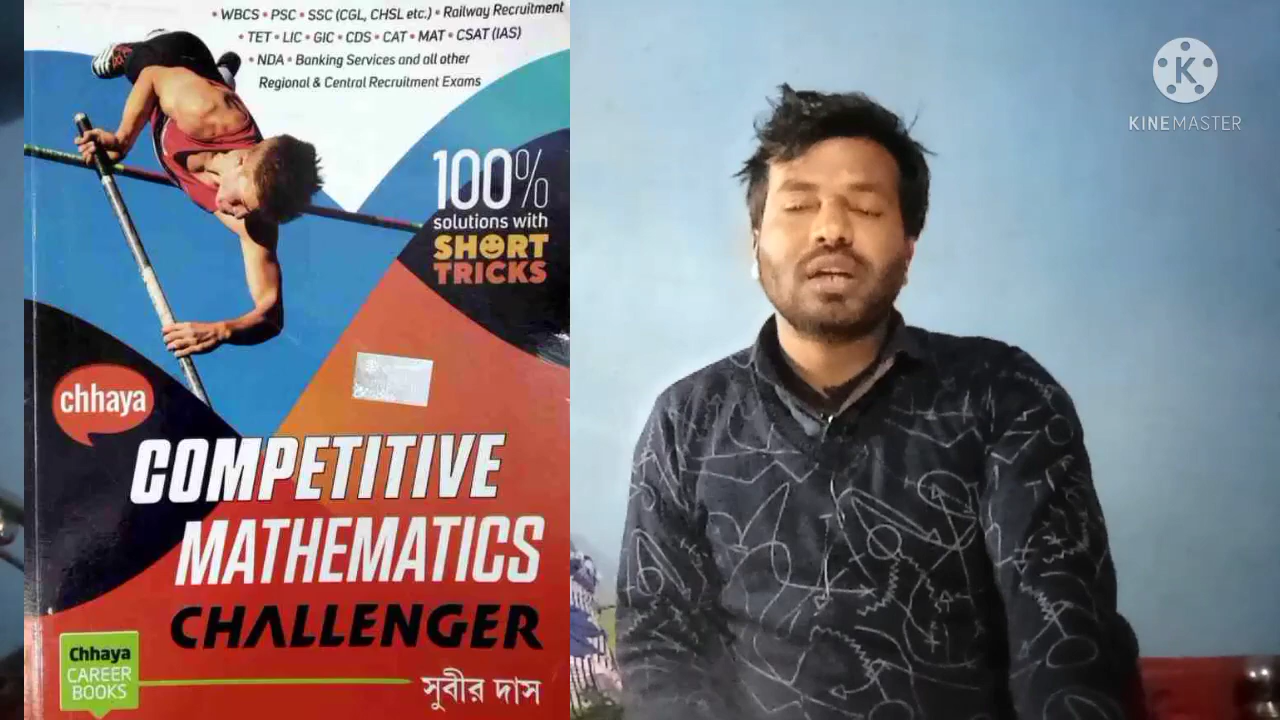 • WBCS • PSC • SSC (CGL, CHSL etc.) • Railway Recruitment
• TET • LIC • GIC • CDS • CAT • MAT • CSAT (IAS)
• NDA • Banking Services and all other
Regional & Central Recruitment Exams
100%
solutions with
SHORT
TRICKS
chhaya
COMPETITIVE
MATHEMATICS
CHALLENGER
Chhaya
CAREER
BOOKS
সুবীর দাস
K
KINEMASTER